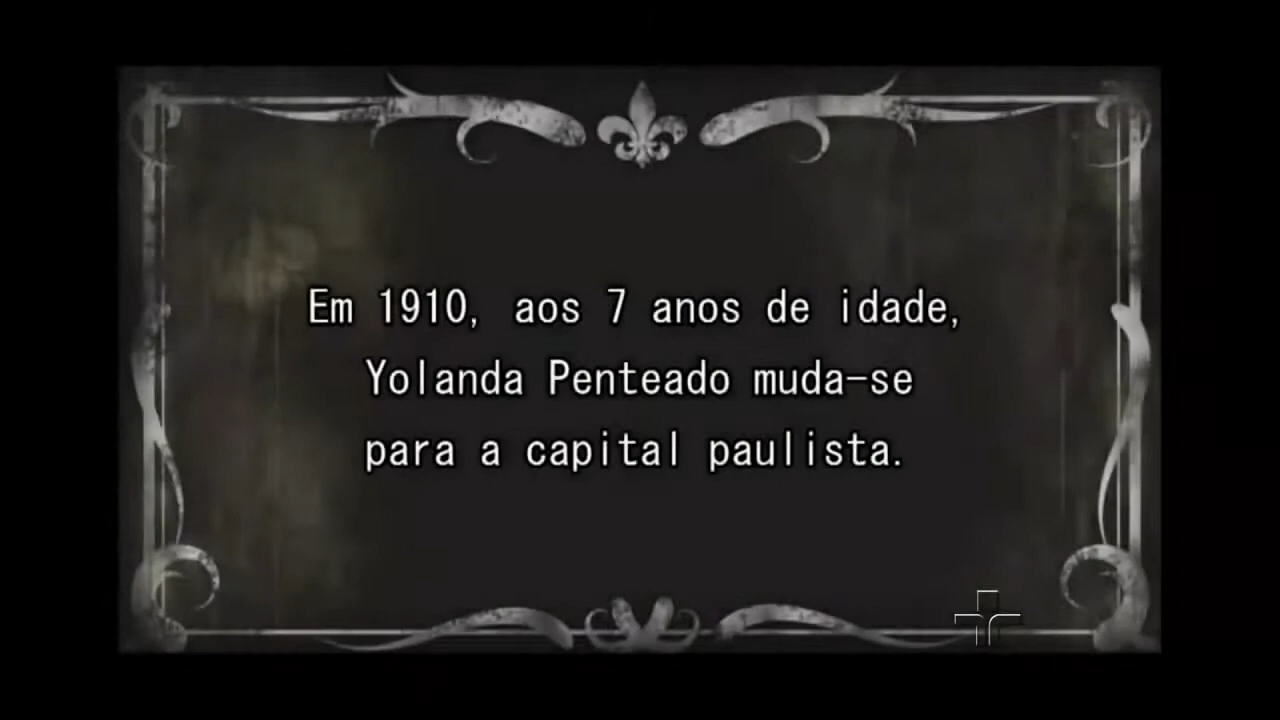 Em 1910, aos 7 anos de idade,
Yolanda Penteado muda-se
para a capital paulista.